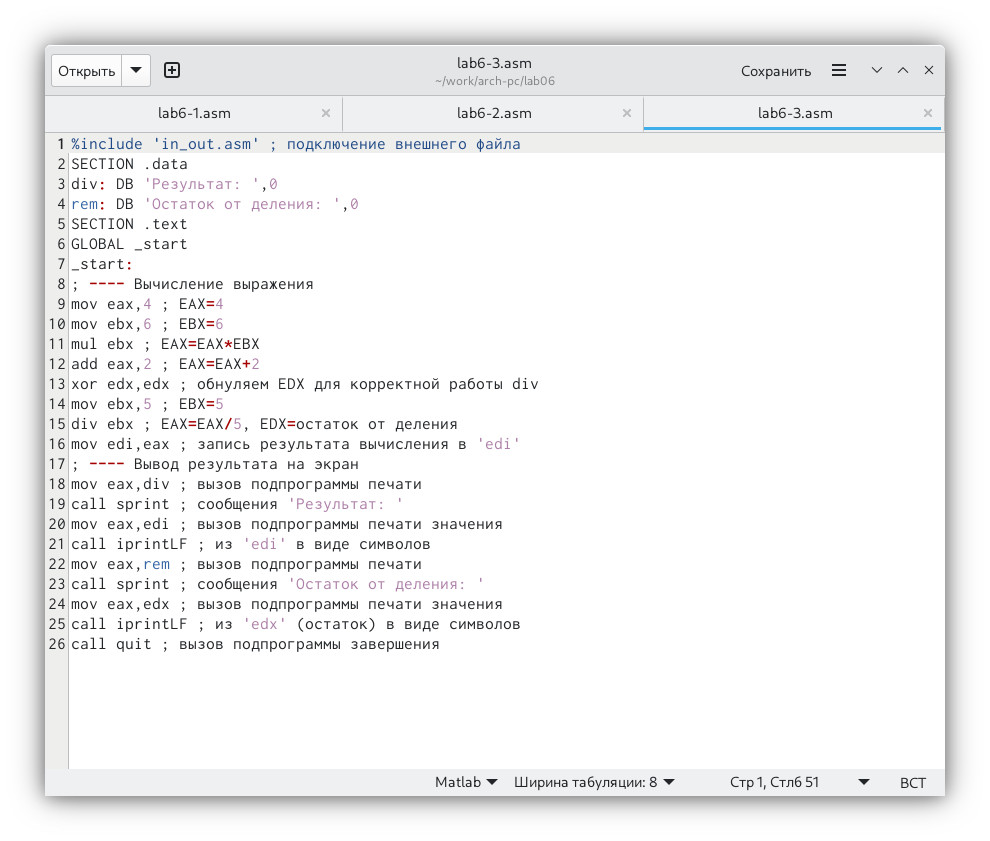 Открыть
lab6-3.asm
~/work/arch-pc/lab06
Сохранить
lab6-1.asm
lab6-2.asm
lab6-3.asm
1 %include 'in_out.asm' ; подключение внешнего файла
2 SECTION .data
3 div: DB 'Результат: ',0
4 rem: DB 'Остаток от деления: ',0
5 SECTION .text
6 GLOBAL _start
7 _start:
8 ; ---- Вычисление выражения
9 mov eax,4 ; EAX=4
10 mov ebx,6 ; EBX=6
11 mul ebx ; EAX=EAX*EBX
12 add eax,2 ; EAX=EAX+2
13 xor edx,edx ; обнуляем EDX для корректной работы div
14 mov ebx,5 ; EBX=5
15 div ebx ; EAX=EAX/5, EDX=остаток от деления
16 mov edi,eax ; запись результата вычисления в 'edi'
17 ; ---- Вывод результата на экран
18 mov eax,div ; вызов подпрограммы печати
19 call sprint ; сообщения 'Результат: '
20 mov eax,edi ; вызов подпрограммы печати значения
21 call iprintLF ; из 'edi' в виде символов
22 mov eax,rem ; вызов подпрограммы печати
23 call sprint ; сообщения 'Остаток от деления: '
24 mov eax,edx ; вызов подпрограммы печати значения
25 call iprintLF ; из 'edx' (остаток) в виде символов
26 call quit ; вызов подпрограммы завершения
Matlab
Ширина табуляции: 8
Стр 1, Стлб 51
ВСТ